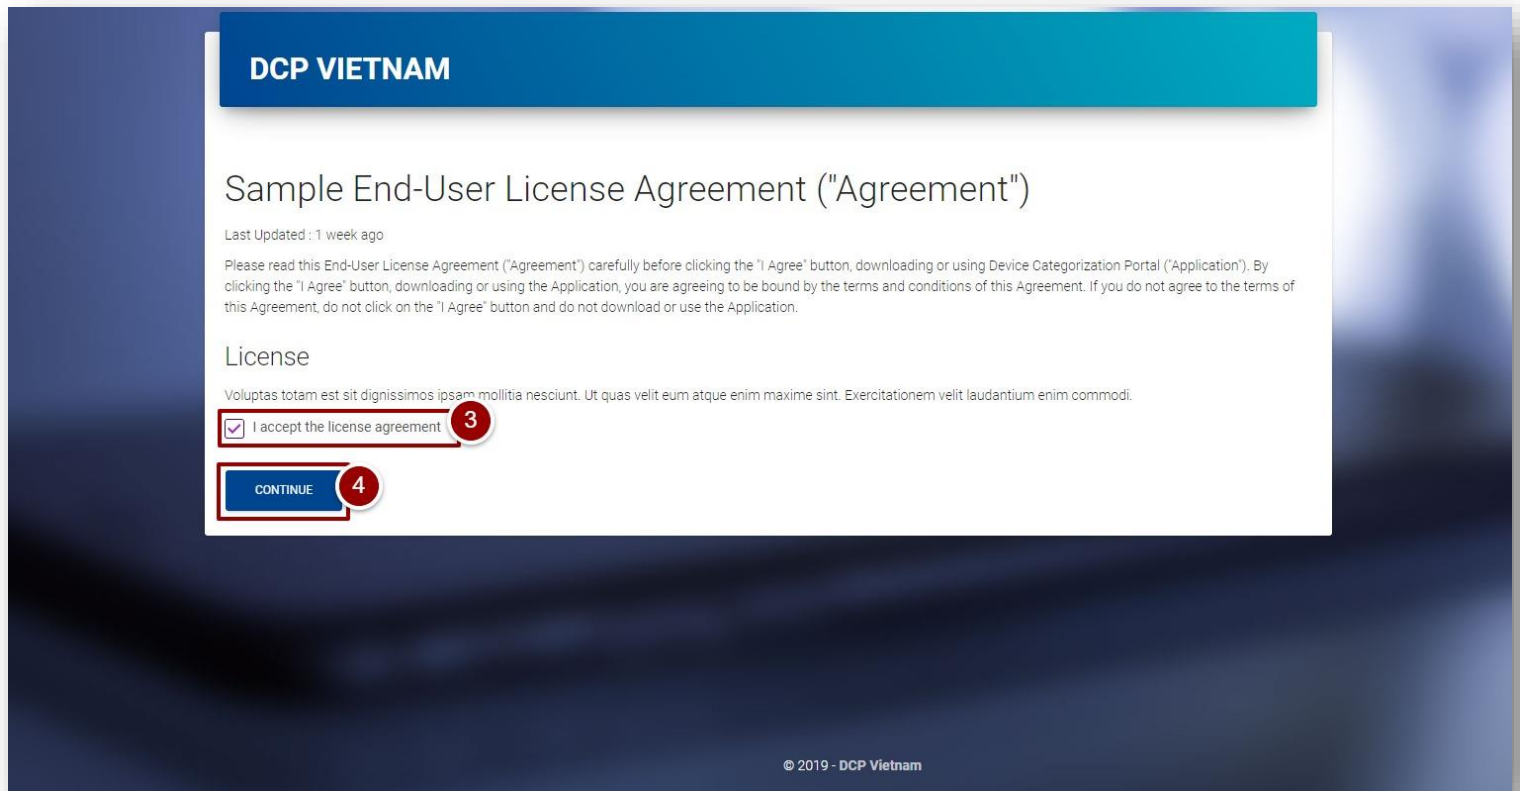 DCP VIETNAM
Sample End-User License Agreement ("Agreement")
Last Updated : 1 week ago
Please read this End-User License Agreement ("Agreement") carefully before clicking the "I Agree" button, downloading or using Device Categorization Portal ("Application"). By
clicking the "I Agree" button, downloading or using the Application, you are agreeing to be bound by the terms and conditions of this Agreement. If you do not agree to the terms of
this Agreement, do not click on the "I Agree" button and do not download or use the Application.
License
Voluptas totam est sit dignissimos ipsam mollitia nesciunt. Ut quas velit eum atque enim maxime sint. Exercitationem velit laudantium enim commodi.
I accept the license agreement 3
CONTINUE 4
© 2019 - DCP Vietnam